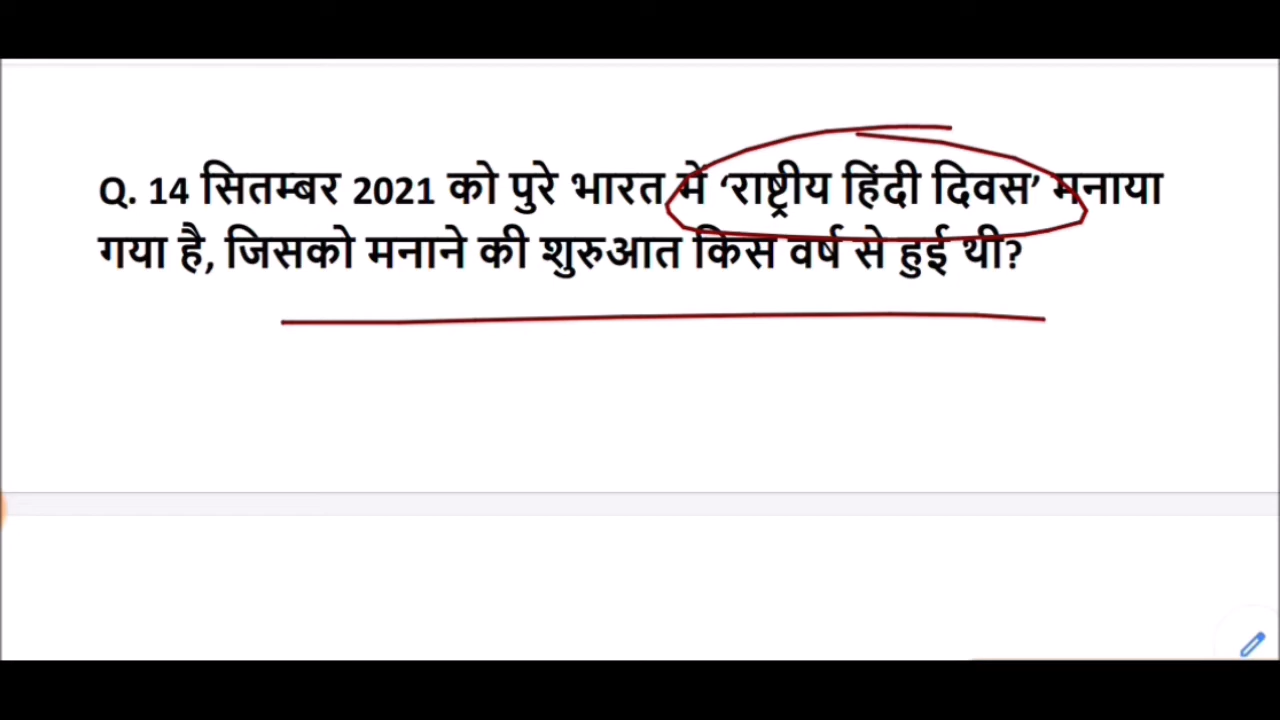 Q. 14 सितम्बर 2021 को पुरे भारत में ‘राष्ट्रीय हिंदी दिवस’ मनाया
गया है, जिसको मनाने की शुरुआत किस वर्ष से हुई थी?